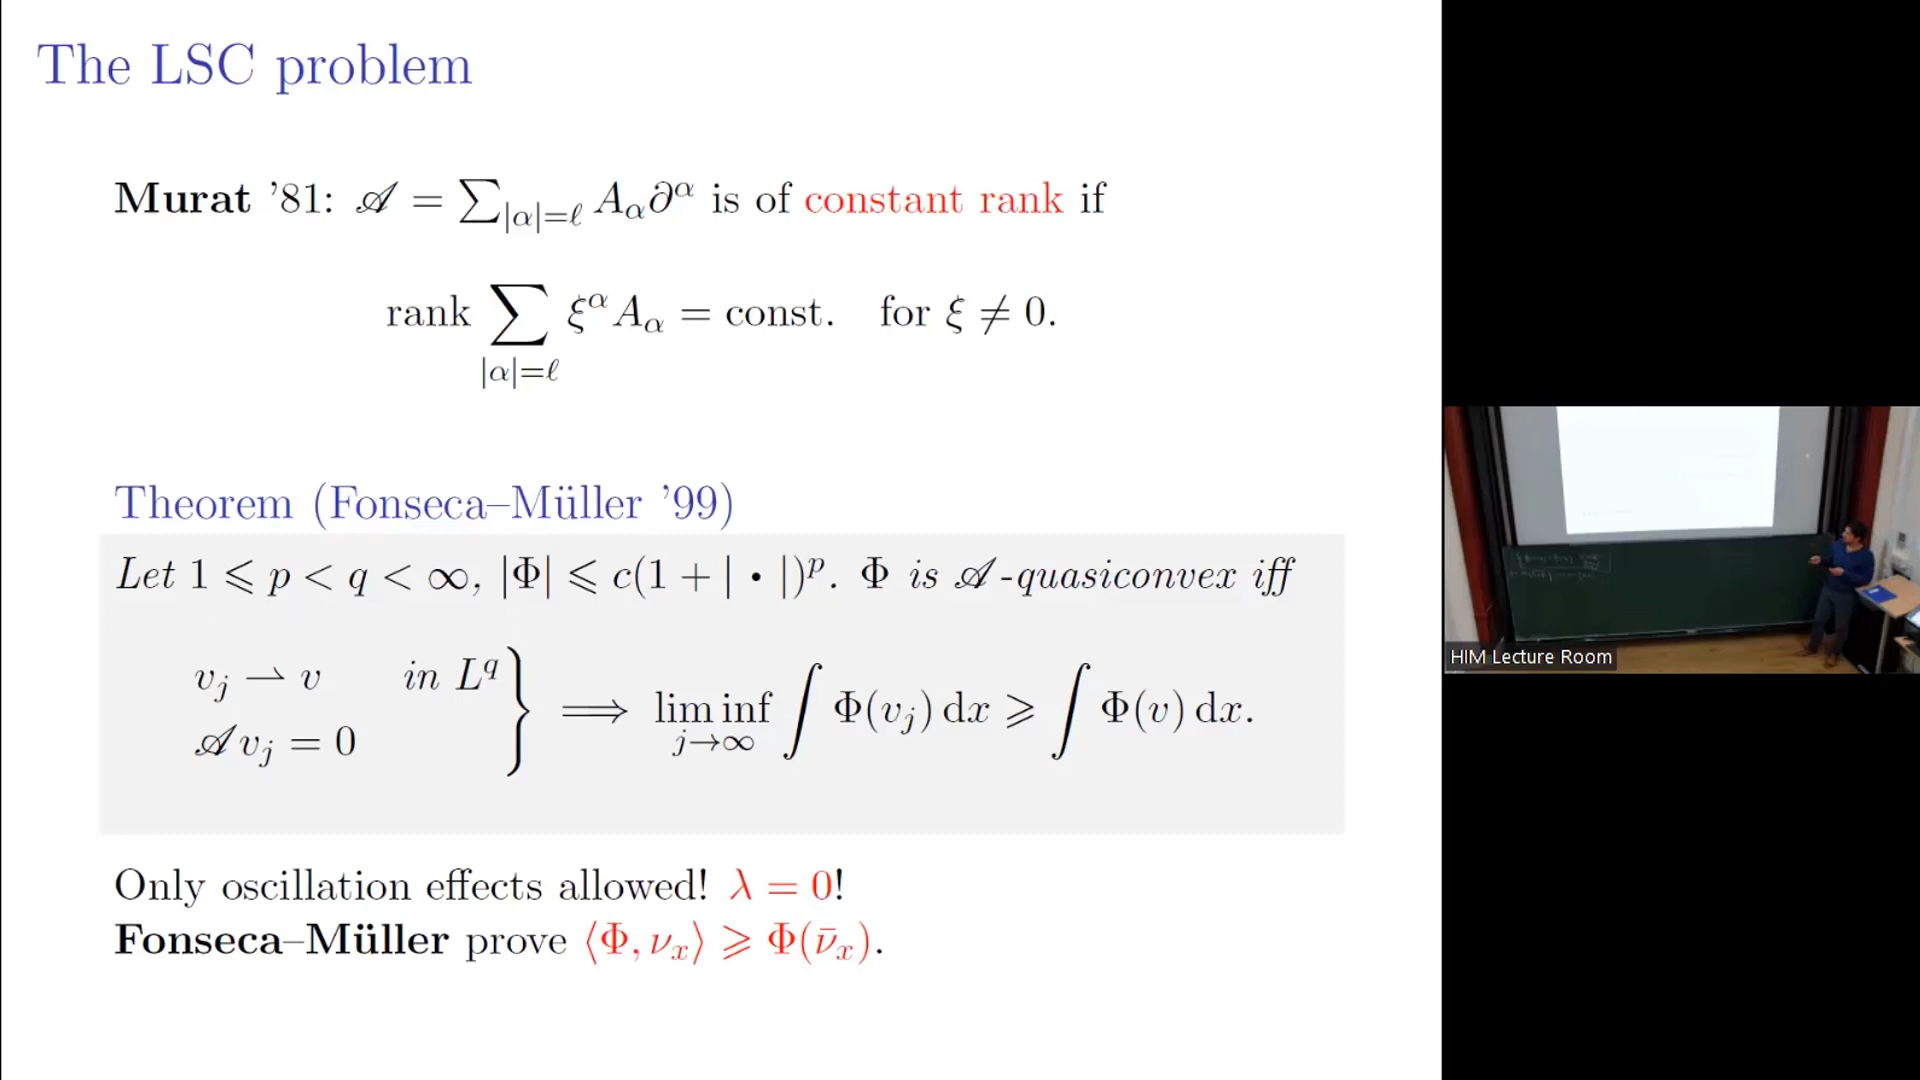 The LSC problem
Murat ’81: 𝒜 = ∑_{|α|=ℓ} A_α ∂^α is of constant rank if
rank ∑_{|α|=ℓ} ξ^α A_α = const. for ξ ≠ 0.
Theorem (Fonseca–Müller ’99)
Let 1 ⩽ p < q < ∞, |Φ| ⩽ c(1 + | • |)^p. Φ is 𝒜-quasiconvex iff
v_j ⇀ v in L^q
𝒜 v_j = 0
} ⟹ lim inf_{j→∞} ∫ Φ(v_j) dx ⩾ ∫ Φ(v) dx.
Only oscillation effects allowed! λ = 0!
Fonseca–Müller prove ⟨Φ, ν_x⟩ ⩾ Φ(ν̄_x).
HIM Lecture Room